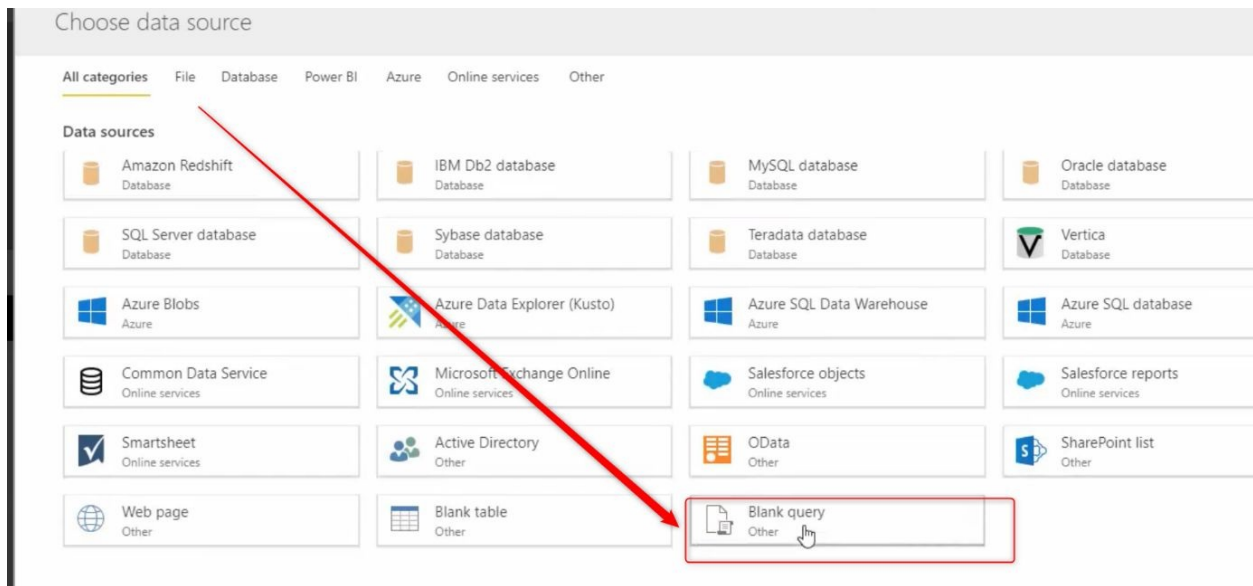 Choose data source
All categories File Database Power BI Azure Online services Other
Data sources
Amazon Redshift
Database
IBM Db2 database
Database
MySQL database
Database
Oracle database
Database
SQL Server database
Database
Sybase database
Database
Teradata database
Database
Vertica
Database
Azure Blobs
Azure
Azure Data Explorer (Kusto)
Azure
Azure SQL Data Warehouse
Azure
Azure SQL database
Azure
Common Data Service
Online services
Microsoft Exchange Online
Online services
Salesforce objects
Online services
Salesforce reports
Online services
Smartsheet
Online services
Active Directory
Other
OData
Other
SharePoint list
Other
Web page
Other
Blank table
Other
Blank query
Other